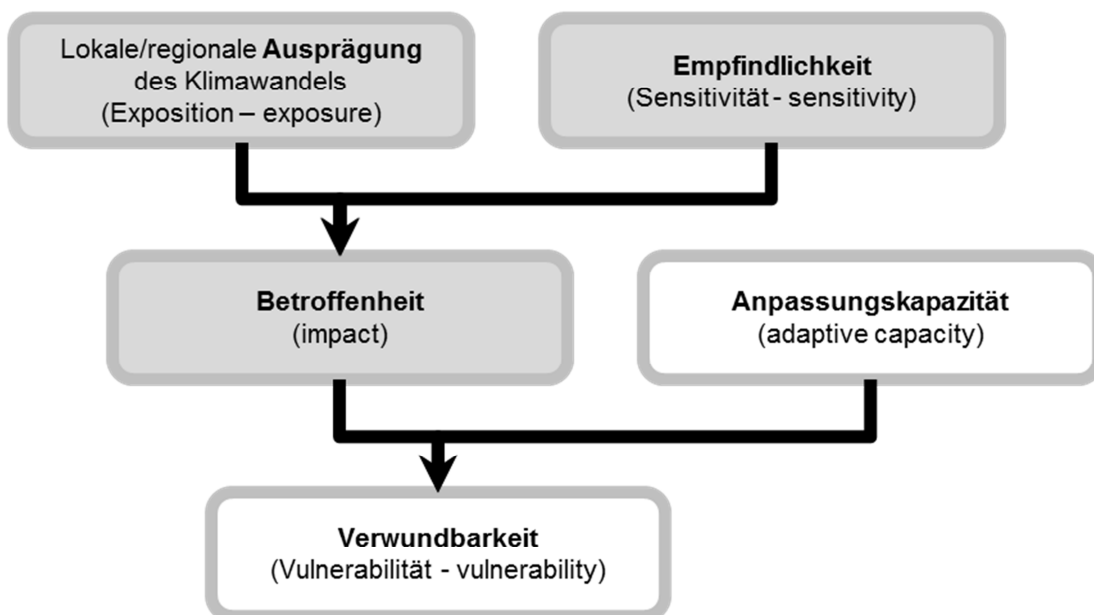 Lokale/regionale Ausprägung
des Klimawandels
(Exposition – exposure)
Empfindlichkeit
(Sensitivität - sensitivity)
Betroffenheit
(impact)
Anpassungskapazität
(adaptive capacity)
Verwundbarkeit
(Vulnerabilität - vulnerability)